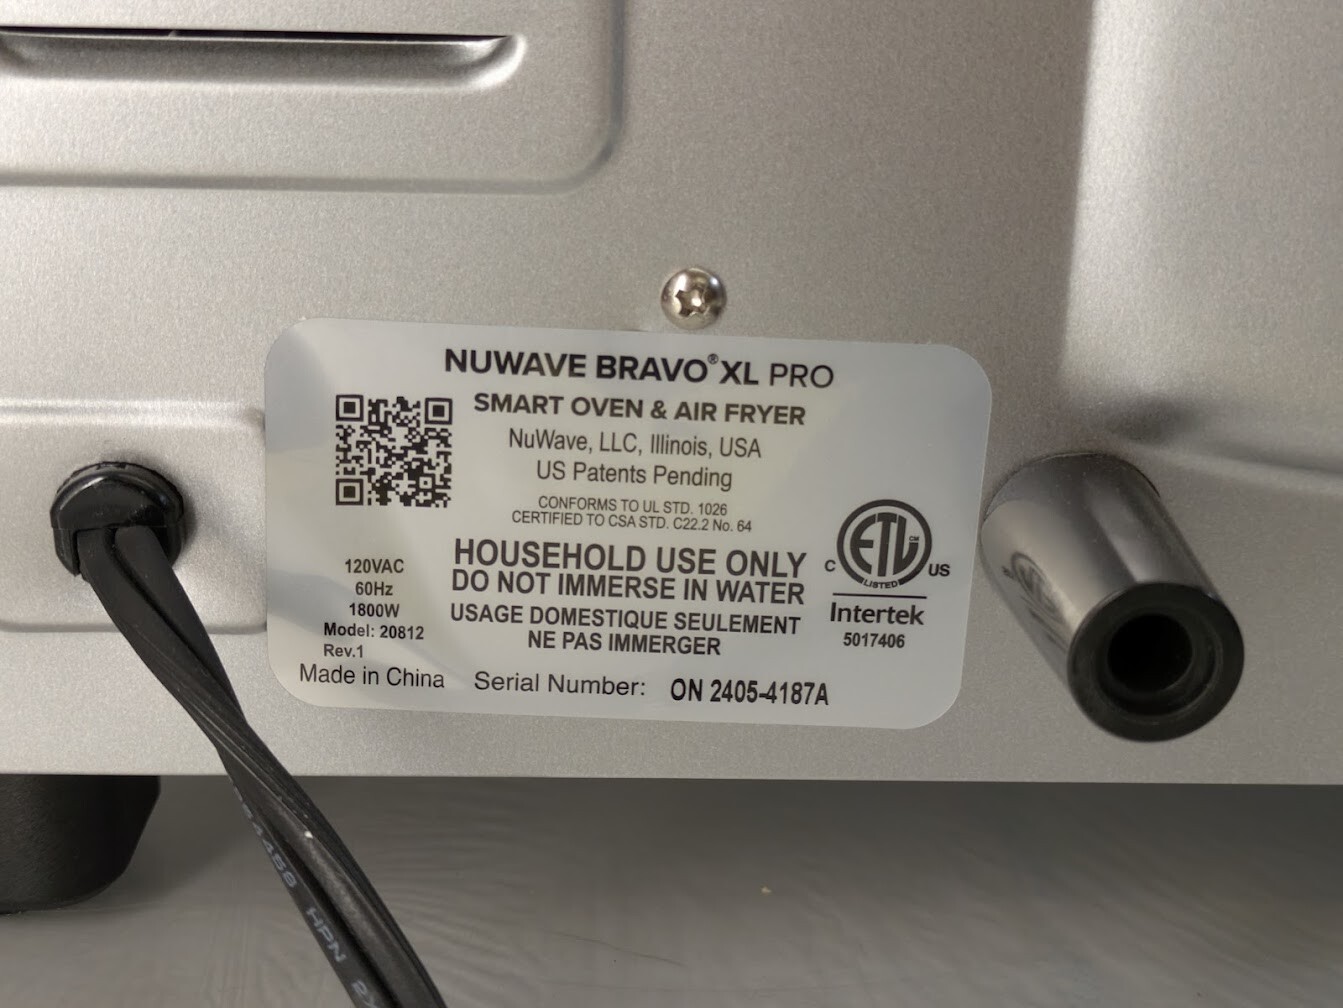 NUWAVE BRAVO® XL PRO
SMART OVEN & AIR FRYER
NuWave, LLC, Illinois, USA
US Patents Pending
CONFORMS TO UL STD. 1026
CERTIFIED TO CSA STD. C22.2 No. 64
HOUSEHOLD USE ONLY
DO NOT IMMERSE IN WATER
USAGE DOMESTIQUE SEULEMENT
NE PAS IMMERGER
120VAC
60Hz
1800W
Model: 20812
Rev.1
Made in China
Serial Number: ON 2405-4187A
ETL CM
LISTED
C US
Intertek
5017406
HPN